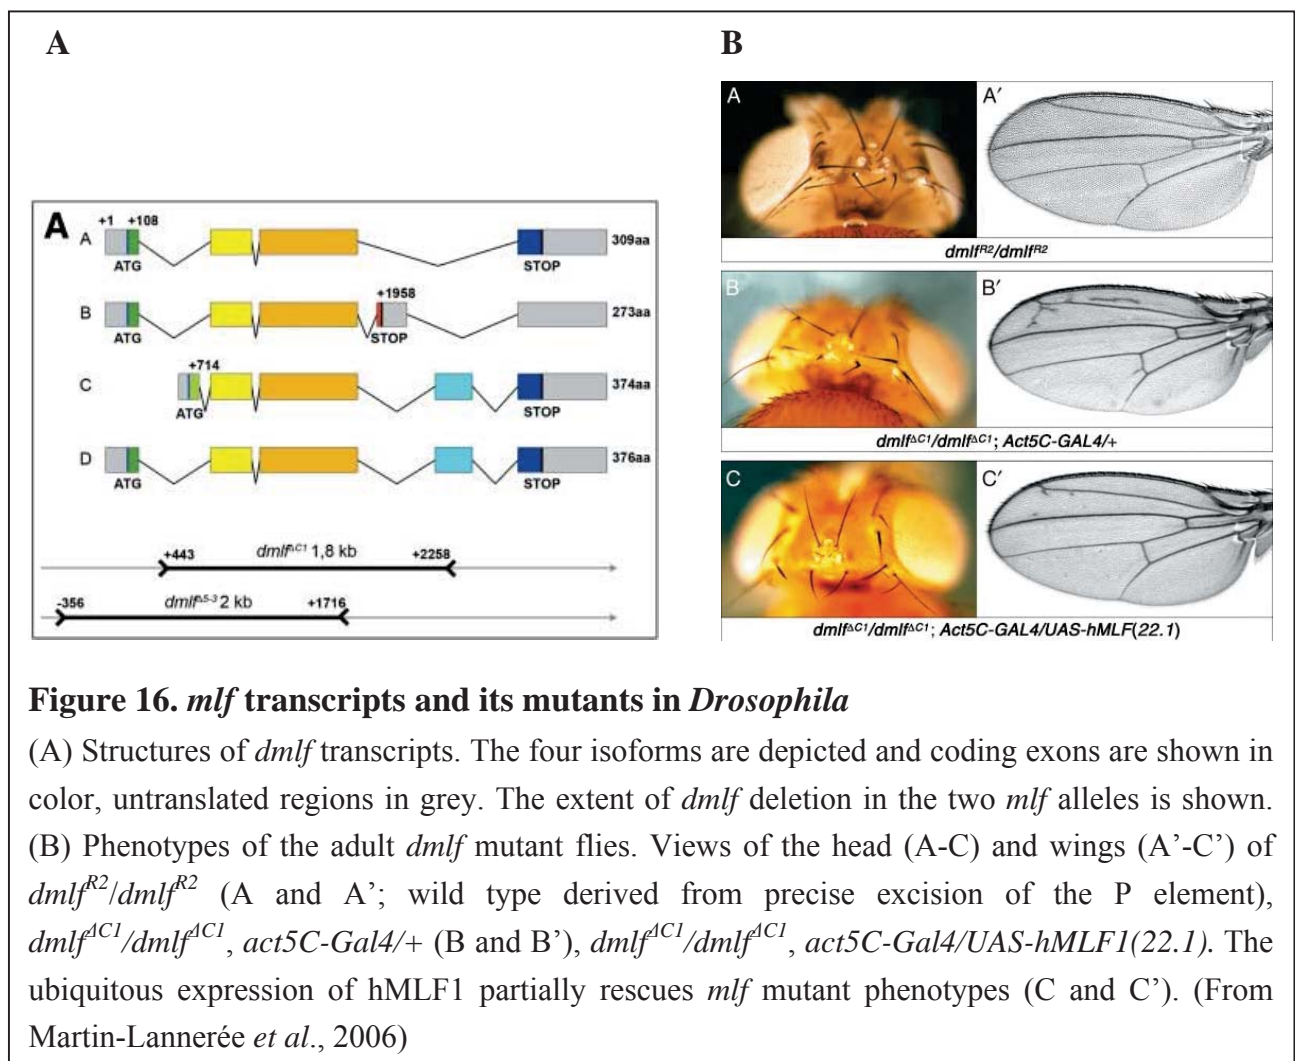 A
B
A
+1
+108
A
ATG
STOP
309aa
B
ATG
+1958
STOP
273aa
C
+714
ATG
STOP
374aa
D
ATG
STOP
376aa
+443
dmlfΔC1 1,8 kb
+2258
-356
dmlfΔ5-3 2 kb
+1716
A
A′
dmlfR2/dmlfR2
B
B′
dmlfΔC1/dmlfΔC1; Act5C-GAL4/+
C
C′
dmlfΔC1/dmlfΔC1; Act5C-GAL4/UAS-hMLF(22.1)
Figure 16. mlf transcripts and its mutants in Drosophila
(A) Structures of dmlf transcripts. The four isoforms are depicted and coding exons are shown in
color, untranslated regions in grey. The extent of dmlf deletion in the two mlf alleles is shown.
(B) Phenotypes of the adult dmlf mutant flies. Views of the head (A-C) and wings (A’-C’) of
dmlfR2/dmlfR2 (A and A’; wild type derived from precise excision of the P element),
dmlfΔC1/dmlfΔC1, act5C-Gal4/+ (B and B’), dmlfΔC1/dmlfΔC1, act5C-Gal4/UAS-hMLF1(22.1). The
ubiquitous expression of hMLF1 partially rescues mlf mutant phenotypes (C and C’). (From
Martin-Lannerée et al., 2006)